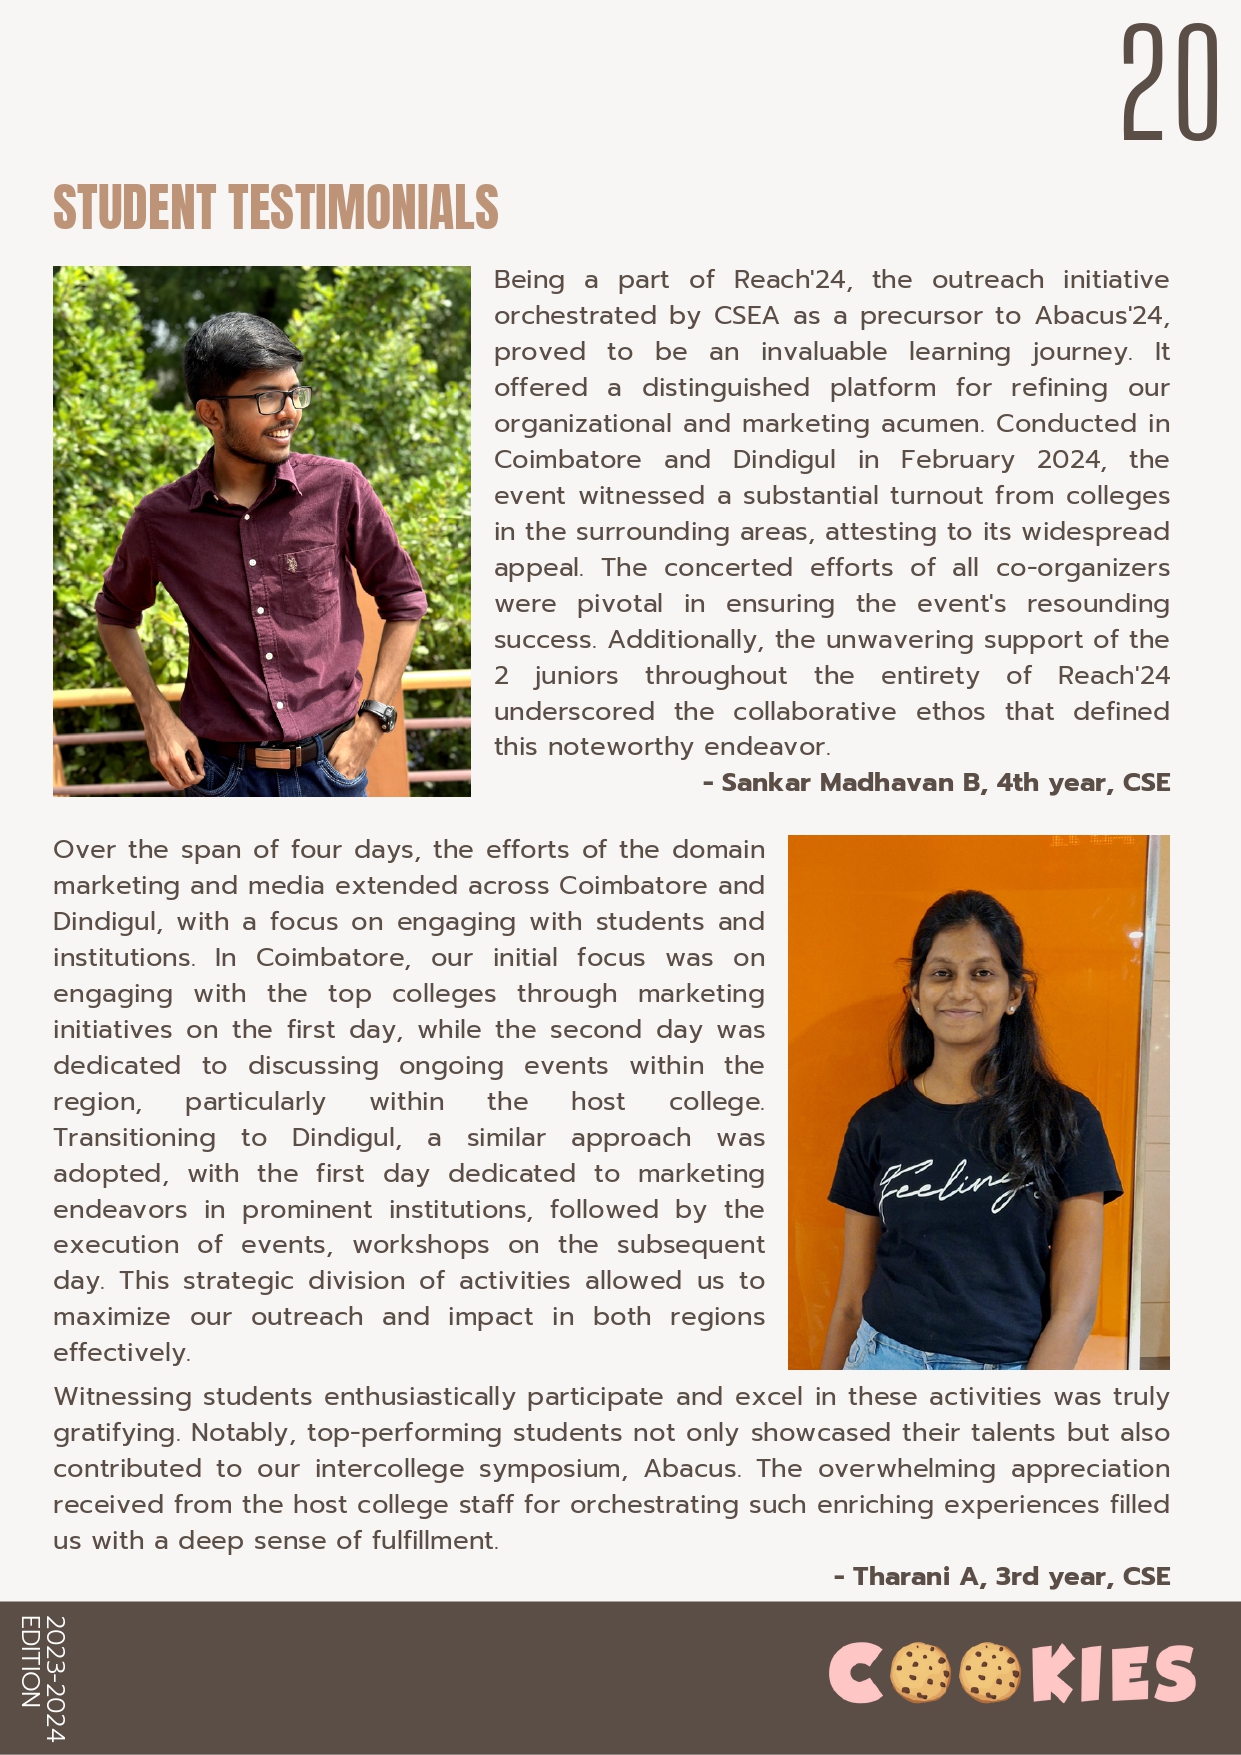 20
STUDENT TESTIMONIALS
Being a part of Reach'24, the outreach initiative
orchestrated by CSEA as a precursor to Abacus'24,
proved to be an invaluable learning journey. It
offered a distinguished platform for refining our
organizational and marketing acumen. Conducted in
Coimbatore and Dindigul in February 2024, the
event witnessed a substantial turnout from colleges
in the surrounding areas, attesting to its widespread
appeal. The concerted efforts of all co-organizers
were pivotal in ensuring the event's resounding
success. Additionally, the unwavering support of the
2 juniors throughout the entirety of Reach'24
underscored the collaborative ethos that defined
this noteworthy endeavor.
- Sankar Madhavan B, 4th year, CSE
Over the span of four days, the efforts of the domain
marketing and media extended across Coimbatore and
Dindigul, with a focus on engaging with students and
institutions. In Coimbatore, our initial focus was on
engaging with the top colleges through marketing
initiatives on the first day, while the second day was
dedicated to discussing ongoing events within the
region, particularly within the host college.
Transitioning to Dindigul, a similar approach was
adopted, with the first day dedicated to marketing
endeavors in prominent institutions, followed by the
execution of events, workshops on the subsequent
day. This strategic division of activities allowed us to
maximize our outreach and impact in both regions
effectively.
Feeling
Witnessing students enthusiastically participate and excel in these activities was truly
gratifying. Notably, top-performing students not only showcased their talents but also
contributed to our intercollege symposium, Abacus. The overwhelming appreciation
received from the host college staff for orchestrating such enriching experiences filled
us with a deep sense of fulfillment.
- Tharani A, 3rd year, CSE
2023-2024
EDITION
COOKIES